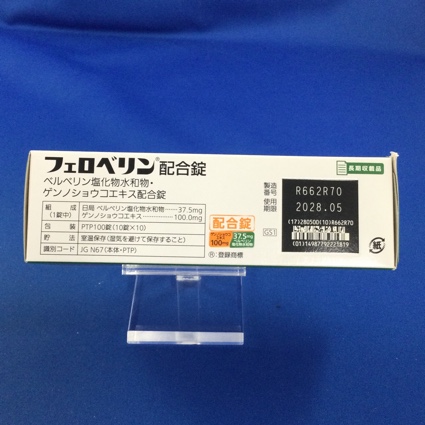 フェロベリン®配合錠
ベルベリン塩化物水和物・
ゲンノショウコエキス配合錠
組 成 日局 ベルベリン塩化物水和物……37.5mg
(1錠中) ゲンノショウコエキス……100.0mg
包 装 PTP100錠(10錠×10)
貯 法 室温保存(湿気を避けて保存すること)
識別コード JG N67(本体・PTP)
配合錠
100mg 37.5mg
®:登録商標
長期収載品
製造番号 R662R70
使用期限 2028.05
(17)280500(10)R662R70
(01)14987792221819
GS1
紙